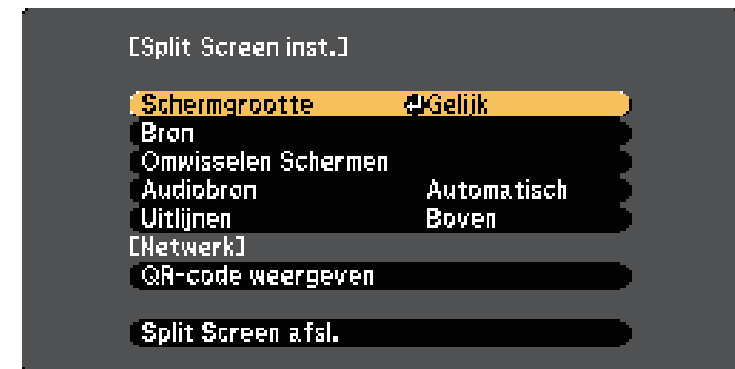 [Split Screen inst.]
Schermgrootte Gelijk
Bron
Omwisselen Schermen
Audiobron Automatisch
Uitlijnen Boven
[Netwerk]
QR-code weergeven
Split Screen afsl.